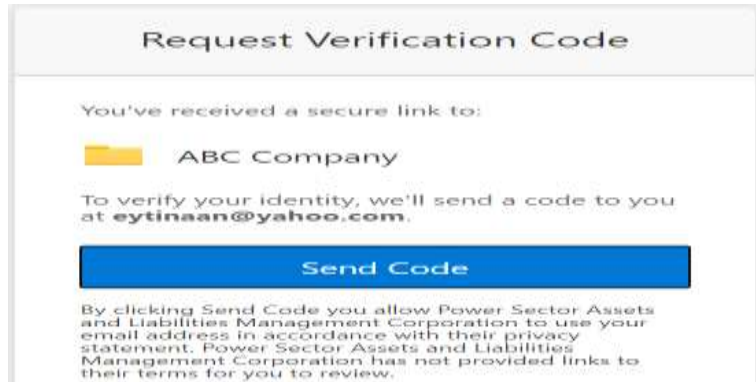 Request Verification Code
You've received a secure link to:
ABC Company
To verify your identity, we'll send a code to you
at eytinaan@yahoo.com.
Send Code
By clicking Send Code you allow Power Sector Assets
and Liabilities Management Corporation to use your
email address in accordance with their privacy
statement. Power Sector Assets and Liabilities
Management Corporation has not provided links to
their terms for you to review.